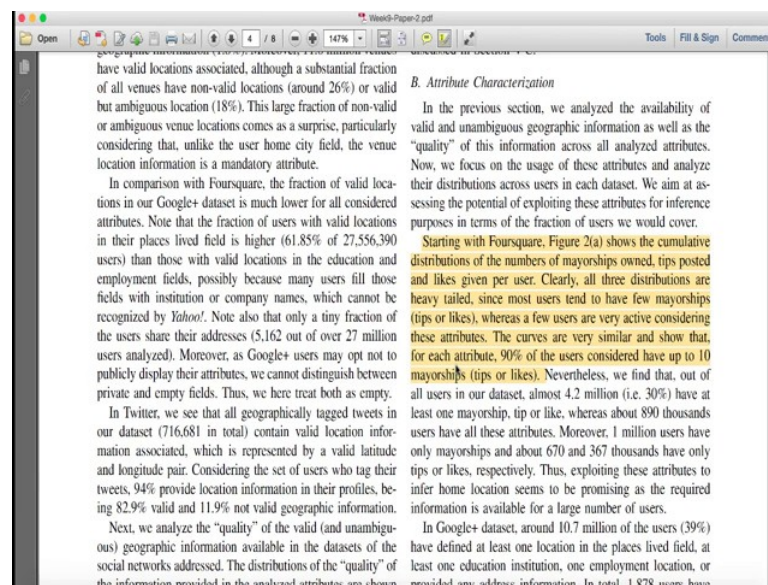 Week9-Paper-2.pdf
Open
4 / 8
147%
Tools
Fill & Sign
Commen
have valid locations associated, although a substantial fraction
of all venues have non-valid locations (around 26%) or valid
but ambiguous location (18%). This large fraction of non-valid
or ambiguous venue locations comes as a surprise, particularly
considering that, unlike the user home city field, the venue
location information is a mandatory attribute.
In comparison with Foursquare, the fraction of valid loca-
tions in our Google+ dataset is much lower for all considered
attributes. Note that the fraction of users with valid locations
in their places lived field is higher (61.85% of 27,556,390
users) than those with valid locations in the education and
employment fields, possibly because many users fill those
fields with institution or company names, which cannot be
recognized by Yahoo!. Note also that only a tiny fraction of
the users share their addresses (5,162 out of over 27 million
users analyzed). Moreover, as Google+ users may opt not to
publicly display their attributes, we cannot distinguish between
private and empty fields. Thus, we here treat both as empty.
In Twitter, we see that all geographically tagged tweets in
our dataset (716,681 in total) contain valid location infor-
mation associated, which is represented by a valid latitude
and longitude pair. Considering the set of users who tag their
tweets, 94% provide location information in their profiles, be-
ing 82.9% valid and 11.9% not valid geographic information.
Next, we analyze the "quality" of the valid (and unambigu-
ous) geographic information available in the datasets of the
social networks addressed. The distributions of the "quality" of
the information provided in the analyzed attributes are shown
B. Attribute Characterization
In the previous section, we analyzed the availability of
valid and unambiguous geographic information as well as the
"quality" of this information across all analyzed attributes.
Now, we focus on the usage of these attributes and analyze
their distributions across users in each dataset. We aim at as-
sessing the potential of exploiting these attributes for inference
purposes in terms of the fraction of users we would cover.
Starting with Foursquare, Figure 2(a) shows the cumulative
distributions of the numbers of mayorships owned, tips posted
and likes given per user. Clearly, all three distributions are
heavy tailed, since most users tend to have few mayorships
(tips or likes), whereas a few users are very active considering
these attributes. The curves are very similar and show that,
for each attribute, 90% of the users considered have up to 10
mayorships (tips or likes). Nevertheless, we find that, out of
all users in our dataset, almost 4.2 million (i.e. 30%) have at
least one mayorship, tip or like, whereas about 890 thousands
users have all these attributes. Moreover, 1 million users have
only mayorships and about 670 and 367 thousands have only
tips or likes, respectively. Thus, exploiting these attributes to
infer home location seems to be promising as the required
information is available for a large number of users.
In Google+ dataset, around 10.7 million of the users (39%)
have defined at least one location in the places lived field, at
least one education institution, one employment location, or
provided any address information. In total, 1,878 users have